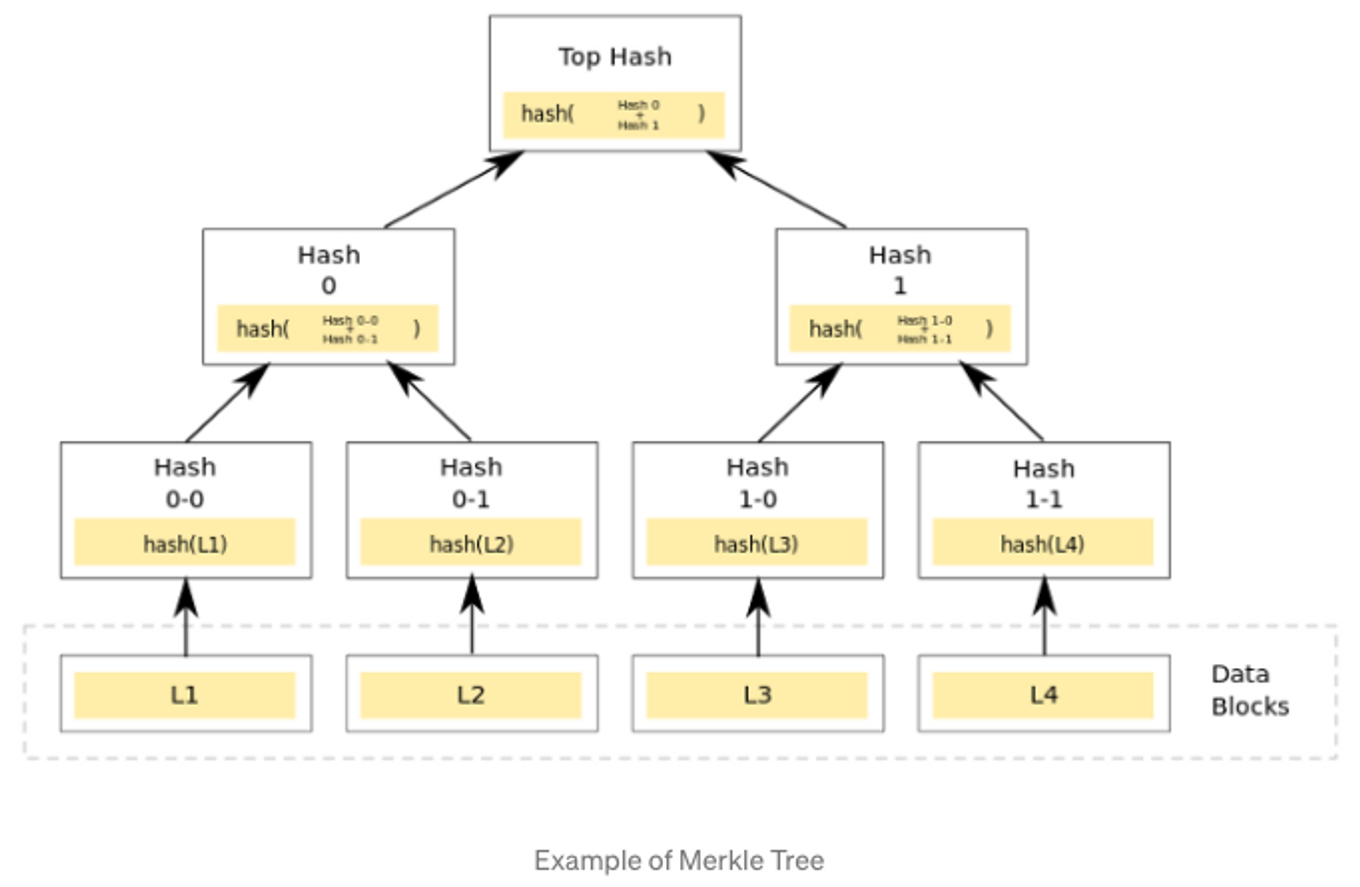 Top Hash
hash( Hash 0 + Hash 1 )
Hash
0
hash( Hash 0-0 + Hash 0-1 )
Hash
1
hash( Hash 1-0 + Hash 1-1 )
Hash
0-0
hash(L1)
Hash
0-1
hash(L2)
Hash
1-0
hash(L3)
Hash
1-1
hash(L4)
L1
L2
L3
L4
Data
Blocks
Example of Merkle Tree